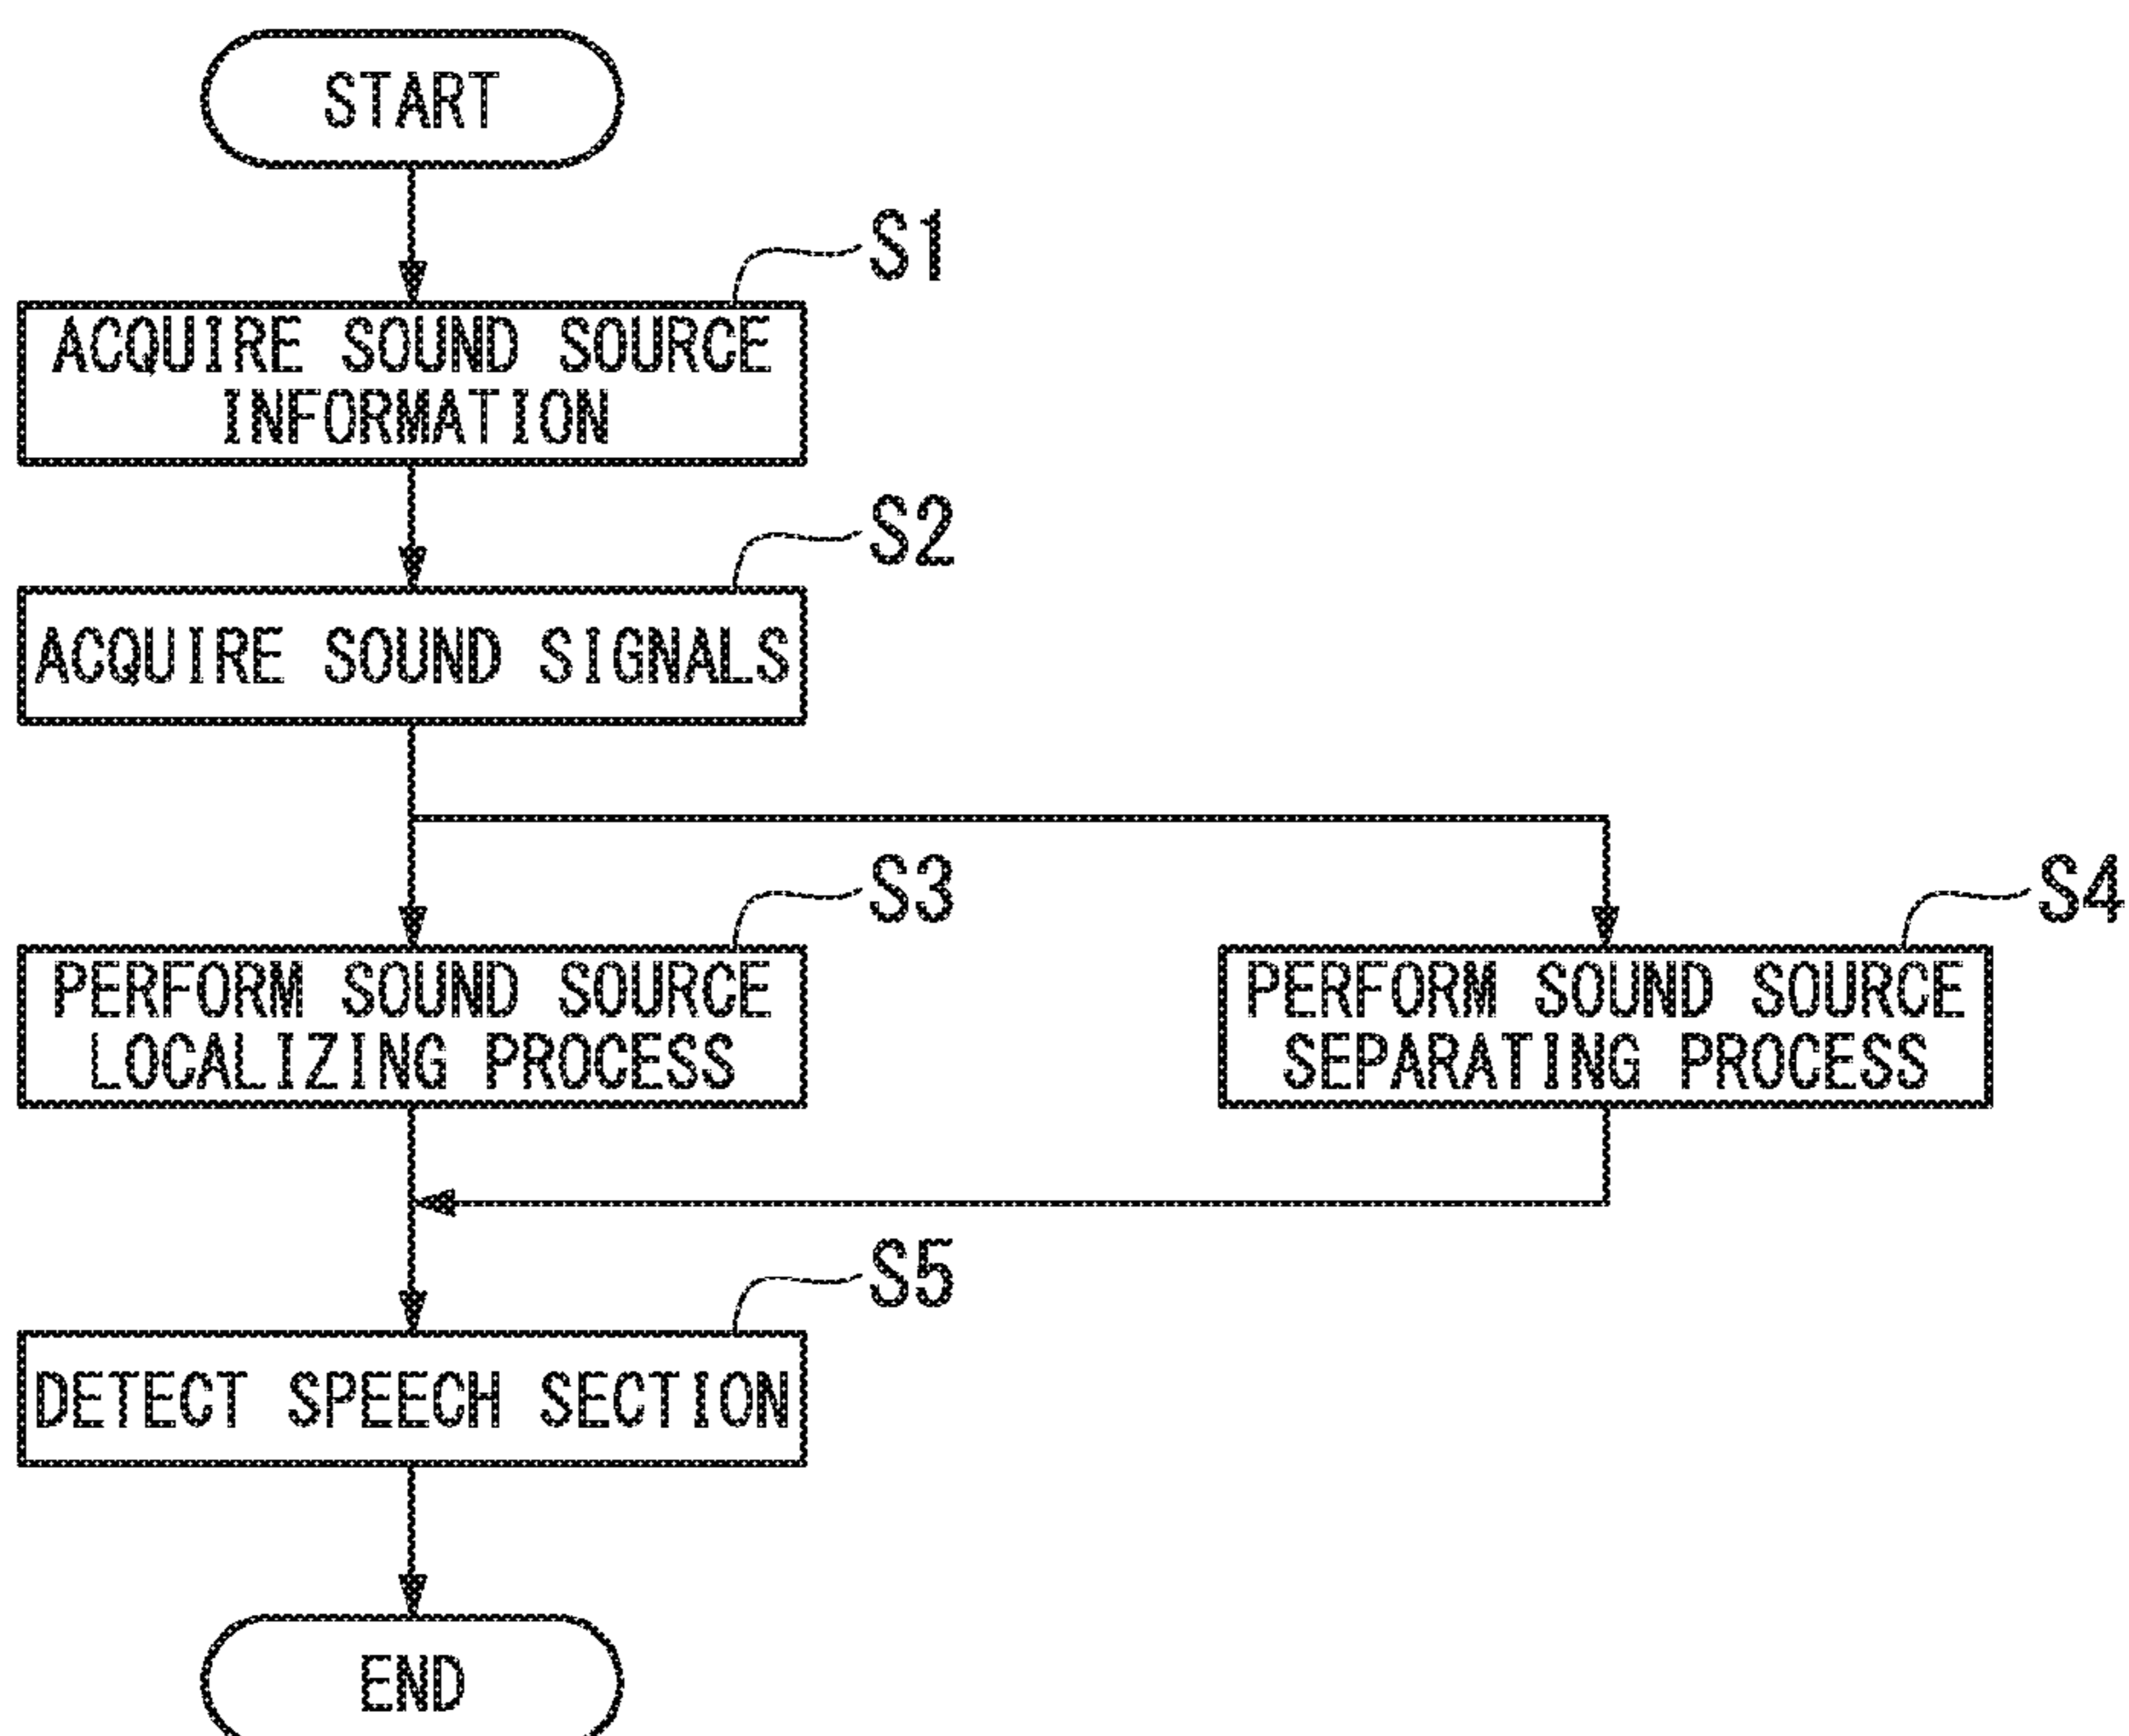 START
S1
ACQUIRE SOUND SOURCE
INFORMATION
S2
ACQUIRE SOUND SIGNALS
S3
PERFORM SOUND SOURCE
LOCALIZING PROCESS
S4
PERFORM SOUND SOURCE
SEPARATING PROCESS
S5
DETECT SPEECH SECTION
END